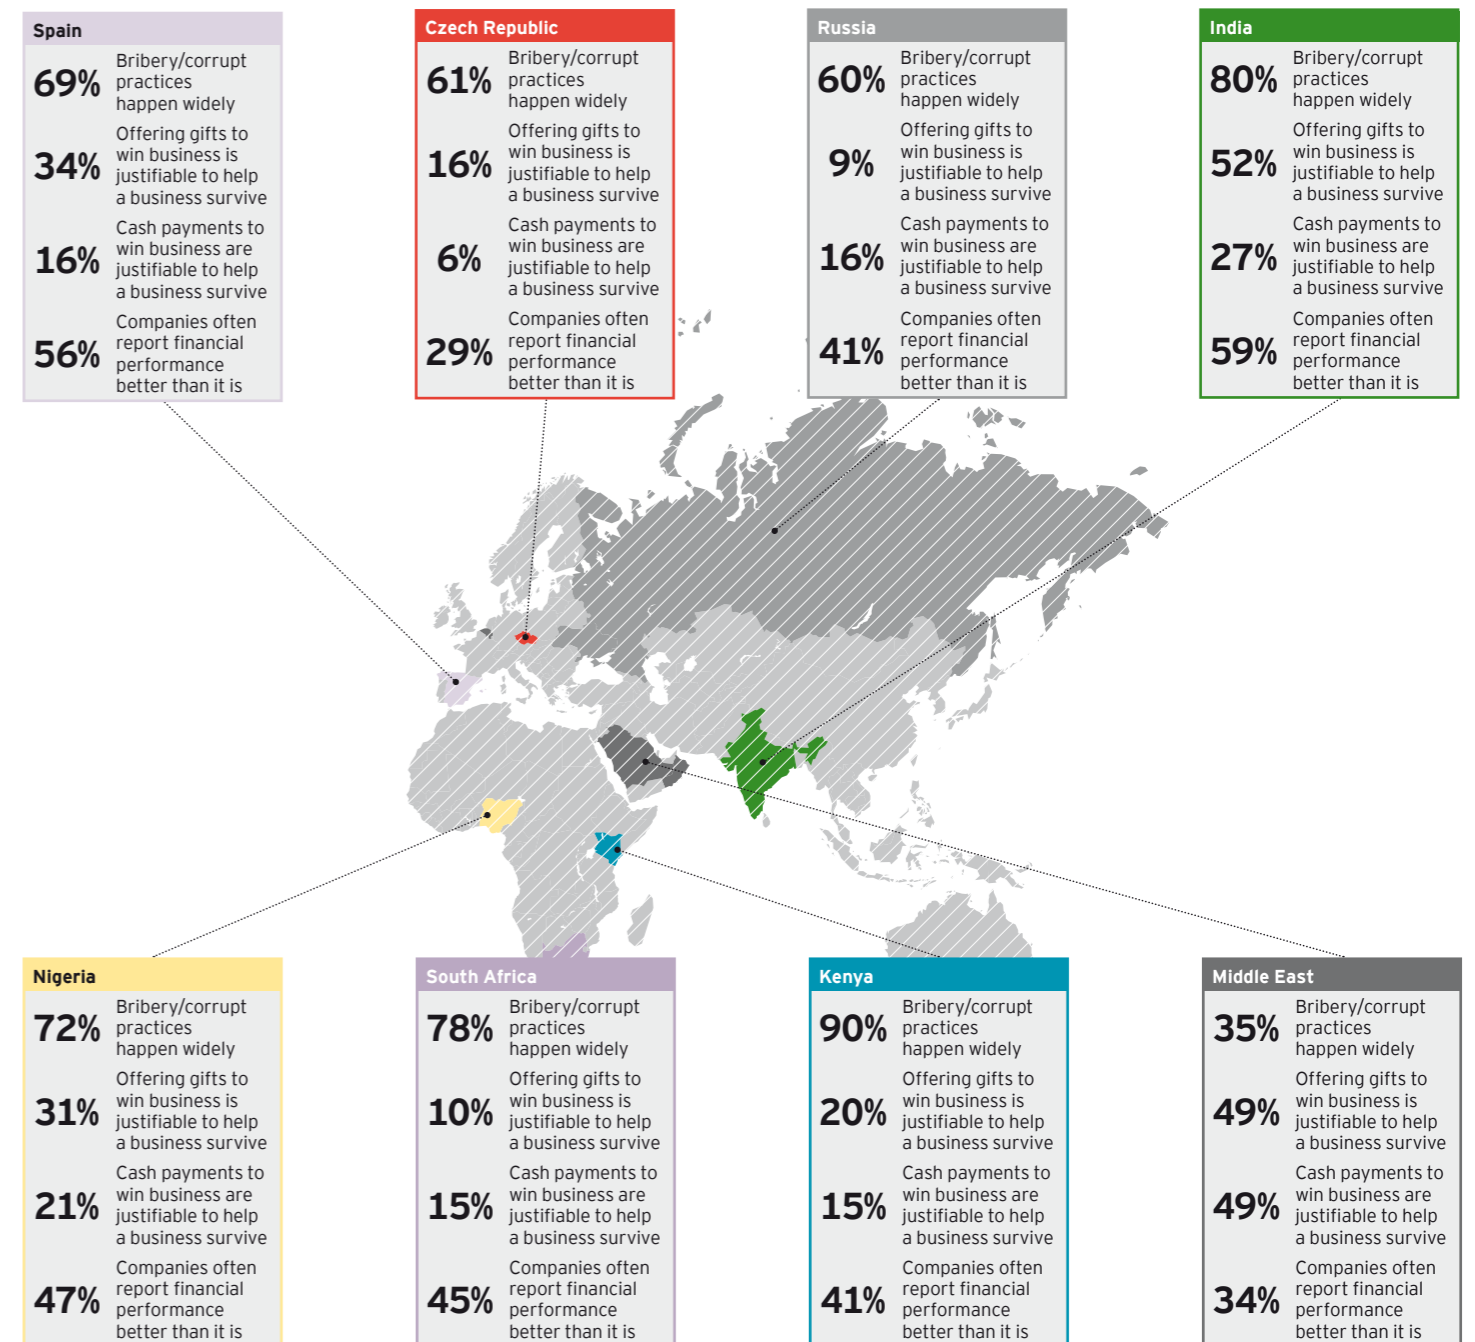 Spain
69%
Bribery/corrupt
practices
happen widely
34%
Offering gifts to
win business is
justifiable to help
a business survive
16%
Cash payments to
win business are
justifiable to help
a business survive
56%
Companies often
report financial
performance
better than it is
Czech Republic
61%
Bribery/corrupt
practices
happen widely
16%
Offering gifts to
win business is
justifiable to help
a business survive
6%
Cash payments to
win business are
justifiable to help
a business survive
29%
Companies often
report financial
performance
better than it is
Russia
60%
Bribery/corrupt
practices
happen widely
9%
Offering gifts to
win business is
justifiable to help
a business survive
16%
Cash payments to
win business are
justifiable to help
a business survive
41%
Companies often
report financial
performance
better than it is
India
80%
Bribery/corrupt
practices
happen widely
52%
Offering gifts to
win business is
justifiable to help
a business survive
27%
Cash payments to
win business are
justifiable to help
a business survive
59%
Companies often
report financial
performance
better than it is
Nigeria
72%
Bribery/corrupt
practices
happen widely
31%
Offering gifts to
win business is
justifiable to help
a business survive
21%
Cash payments to
win business are
justifiable to help
a business survive
47%
Companies often
report financial
performance
better than it is
South Africa
78%
Bribery/corrupt
practices
happen widely
10%
Offering gifts to
win business is
justifiable to help
a business survive
15%
Cash payments to
win business are
justifiable to help
a business survive
45%
Companies often
report financial
performance
better than it is
Kenya
90%
Bribery/corrupt
practices
happen widely
20%
Offering gifts to
win business is
justifiable to help
a business survive
15%
Cash payments to
win business are
justifiable to help
a business survive
41%
Companies often
report financial
performance
better than it is
Middle East
35%
Bribery/corrupt
practices
happen widely
49%
Offering gifts to
win business is
justifiable to help
a business survive
49%
Cash payments to
win business are
justifiable to help
a business survive
34%
Companies often
report financial
performance
better than it is